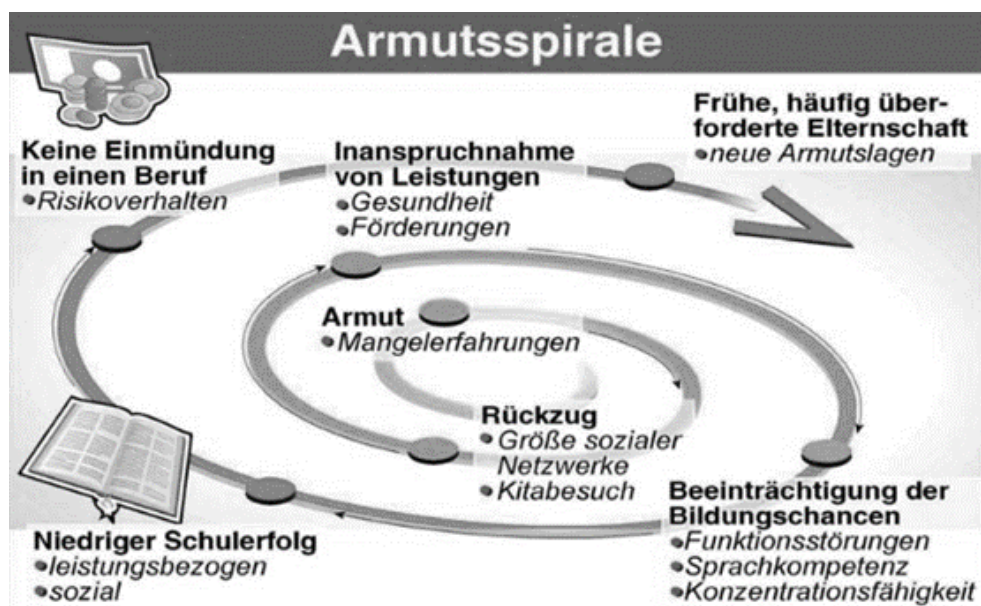 Armutsspirale
Frühe, häufig über-
forderte Elternschaft
neue Armutslagen
Keine Einmündung
in einen Beruf
Risikoverhalten
Inanspruchnahme
von Leistungen
Gesundheit
Förderungen
Armut
Mangelerfahrungen
Rückzug
Größe sozialer
Netzwerke
Kitabesuch
Beeinträchtigung der
Bildungschancen
Funktionsstörungen
Sprachkompetenz
Konzentrationsfähigkeit
Niedriger Schulerfolg
leistungsbezogen
sozial